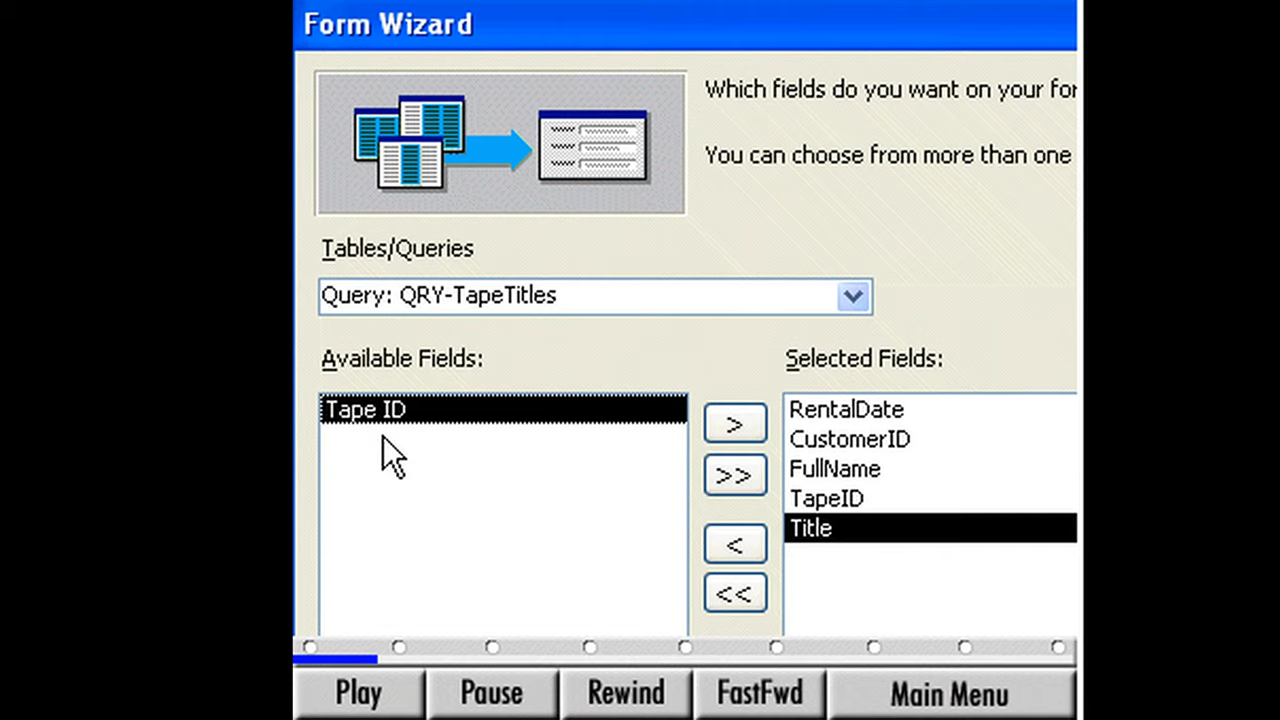 Form Wizard
Which fields do you want on your for
You can choose from more than one
Tables/Queries
Query: QRY-TapeTitles
Available Fields:
Selected Fields:
Tape ID
>
>>
<
<<
RentalDate
CustomerID
FullName
TapeID
Title
Play
Pause
Rewind
FastFwd
Main Menu